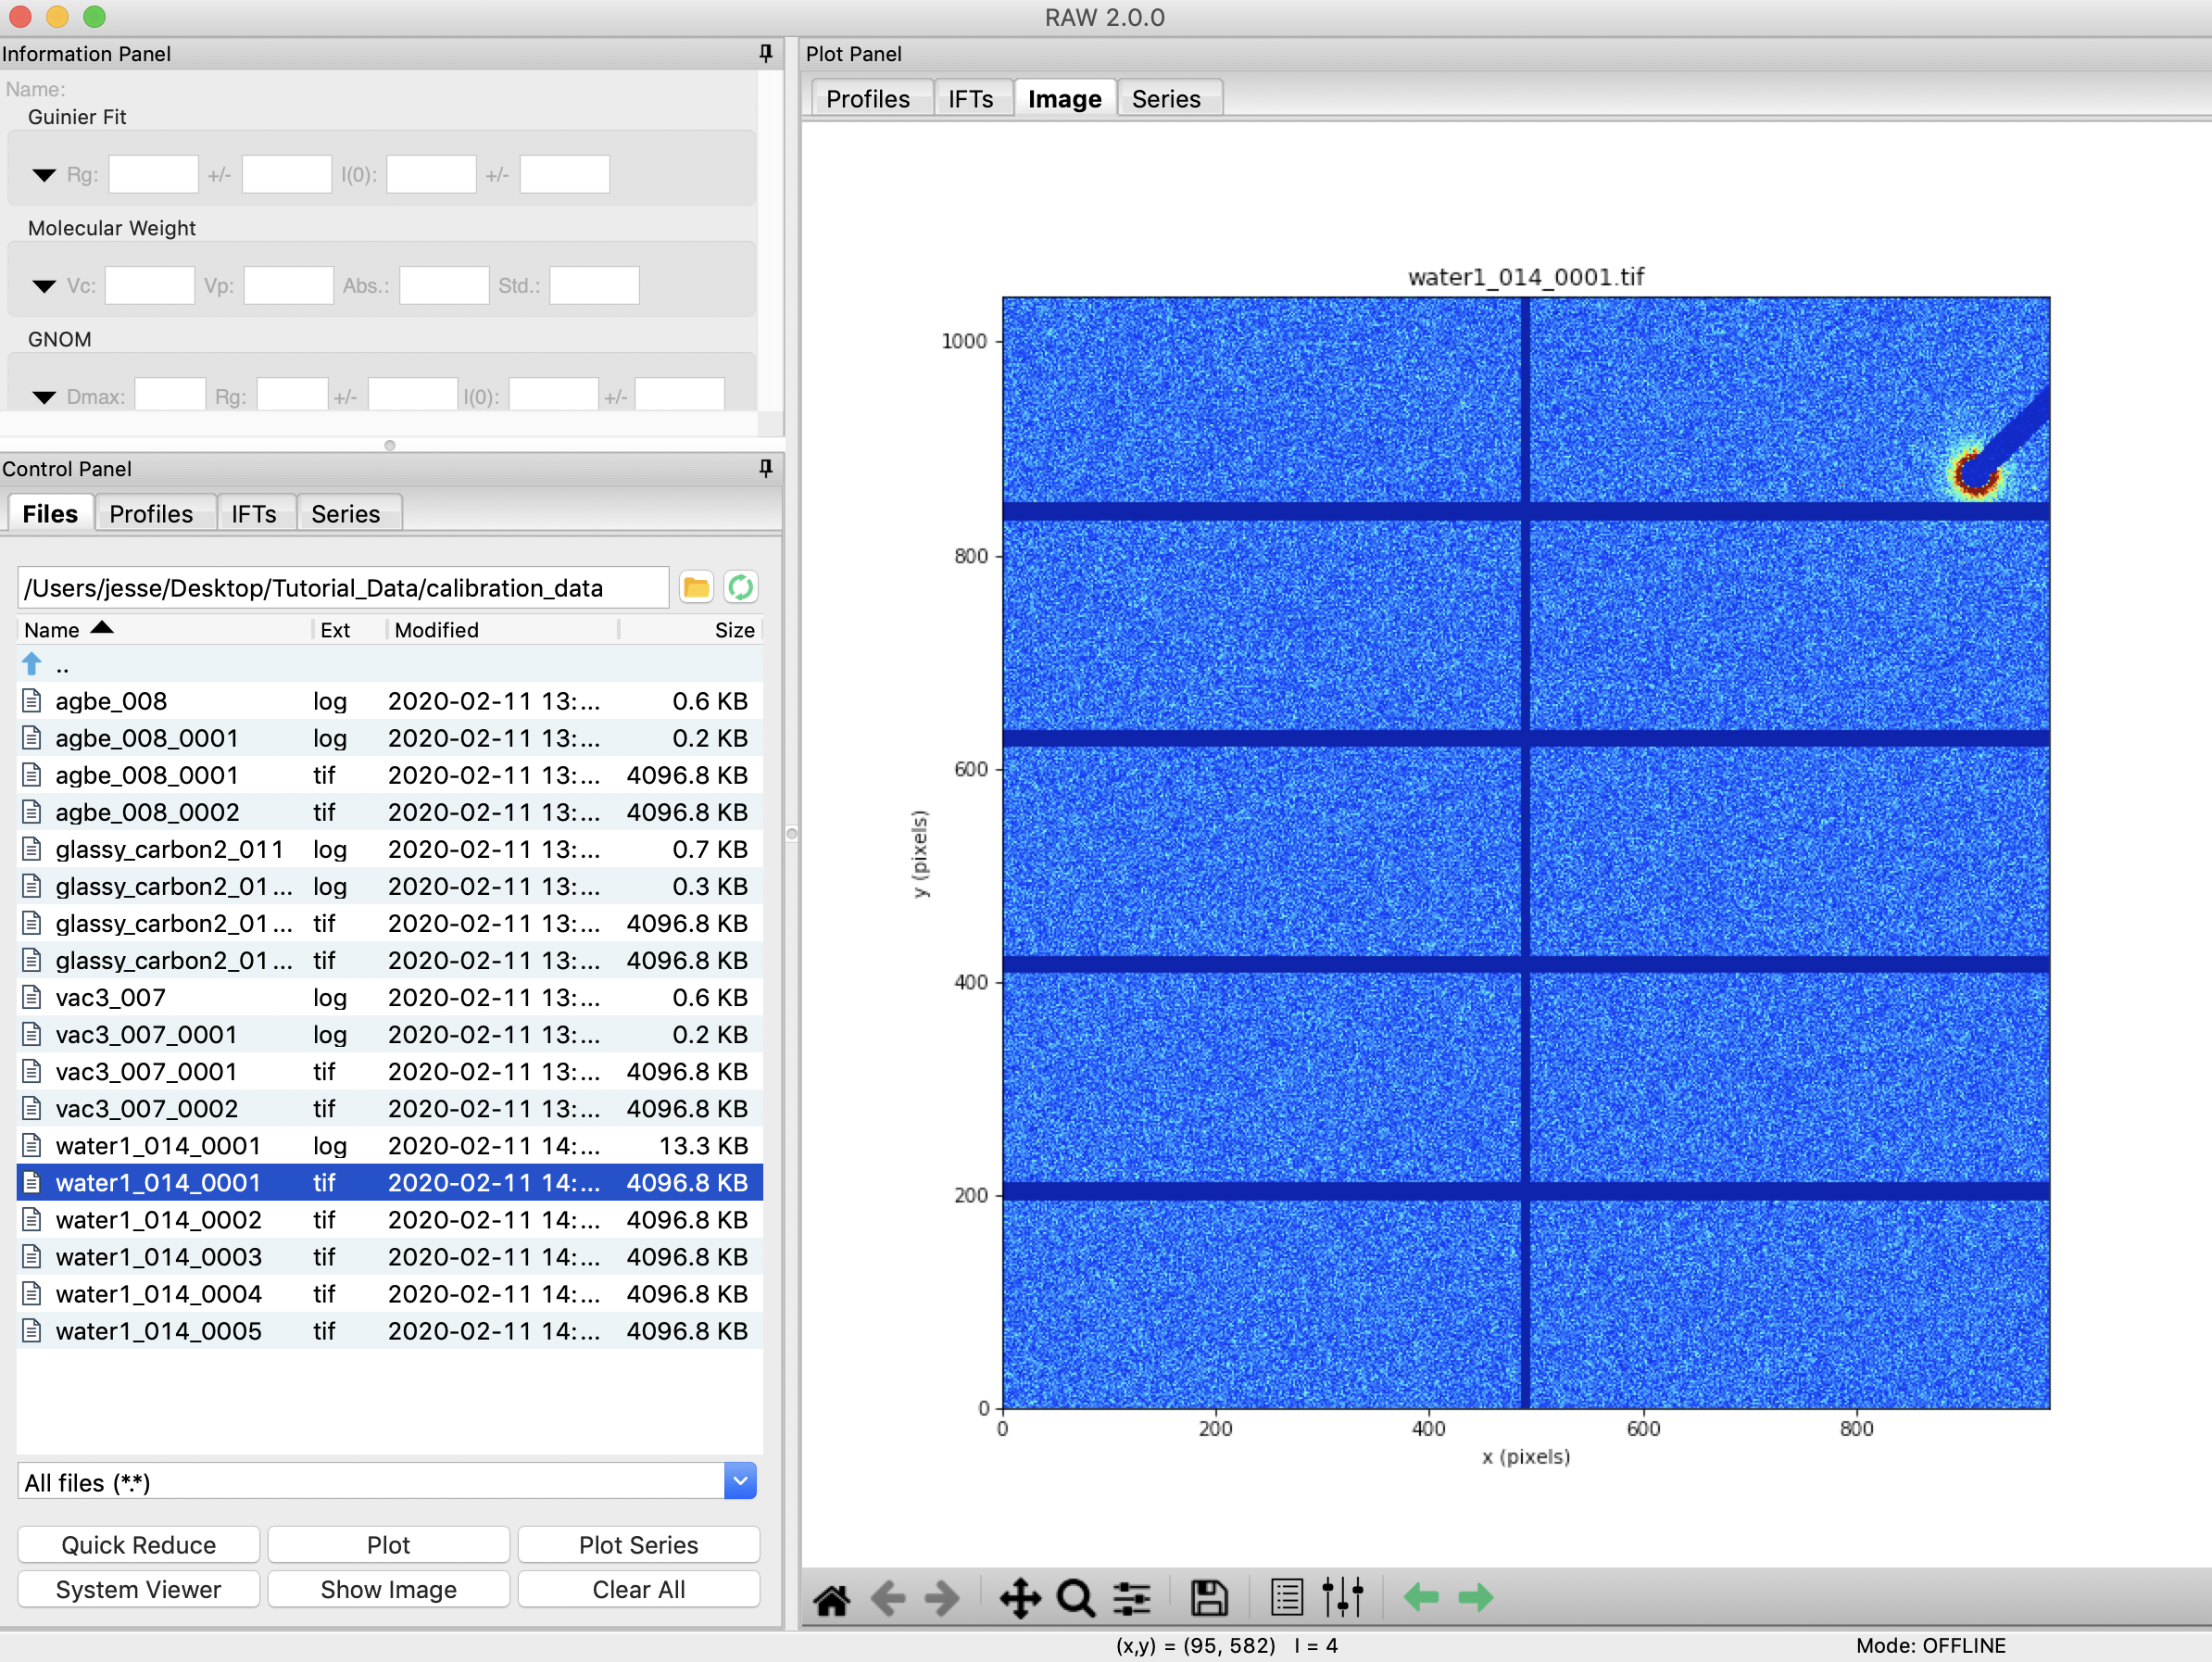 RAW 2.0.0
Information Panel
Name:
Guinier Fit
Rg: +/- I(0): +/-
Molecular Weight
Vc: Vp: Abs.: Std.:
GNOM
Dmax: Rg: +/- I(0): +/-
Control Panel
Files Profiles IFTs Series
/Users/jesse/Desktop/Tutorial_Data/calibration_data
Name Ext Modified Size
..
agbe_008 log 2020-02-11 13:... 0.6 KB
agbe_008_0001 log 2020-02-11 13:... 0.2 KB
agbe_008_0001 tif 2020-02-11 13:... 4096.8 KB
agbe_008_0002 tif 2020-02-11 13:... 4096.8 KB
glassy_carbon2_011 log 2020-02-11 13:... 0.7 KB
glassy_carbon2_01... log 2020-02-11 13:... 0.3 KB
glassy_carbon2_01... tif 2020-02-11 13:... 4096.8 KB
glassy_carbon2_01... tif 2020-02-11 13:... 4096.8 KB
vac3_007 log 2020-02-11 13:... 0.6 KB
vac3_007_0001 log 2020-02-11 13:... 0.2 KB
vac3_007_0001 tif 2020-02-11 13:... 4096.8 KB
vac3_007_0002 tif 2020-02-11 13:... 4096.8 KB
water1_014_0001 log 2020-02-11 14:... 13.3 KB
water1_014_0001 tif 2020-02-11 14:... 4096.8 KB
water1_014_0002 tif 2020-02-11 14:... 4096.8 KB
water1_014_0003 tif 2020-02-11 14:... 4096.8 KB
water1_014_0004 tif 2020-02-11 14:... 4096.8 KB
water1_014_0005 tif 2020-02-11 14:... 4096.8 KB
All files (*.*)
Quick Reduce Plot Plot Series
System Viewer Show Image Clear All
Plot Panel
Profiles IFTs Image Series
water1_014_0001.tif
1000
800
600
400
200
0
y (pixels)
0 200 400 600 800
x (pixels)
(x,y) = (95, 582) I = 4
Mode: OFFLINE